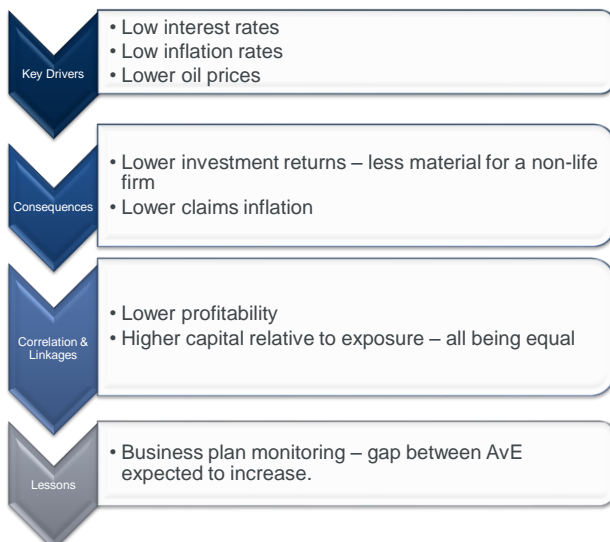 Key Drivers
• Low interest rates
• Low inflation rates
• Lower oil prices
Consequences
• Lower investment returns – less material for a non-life
firm
• Lower claims inflation
Correlation &
Linkages
• Lower profitability
• Higher capital relative to exposure – all being equal
Lessons
• Business plan monitoring – gap between AvE
expected to increase.